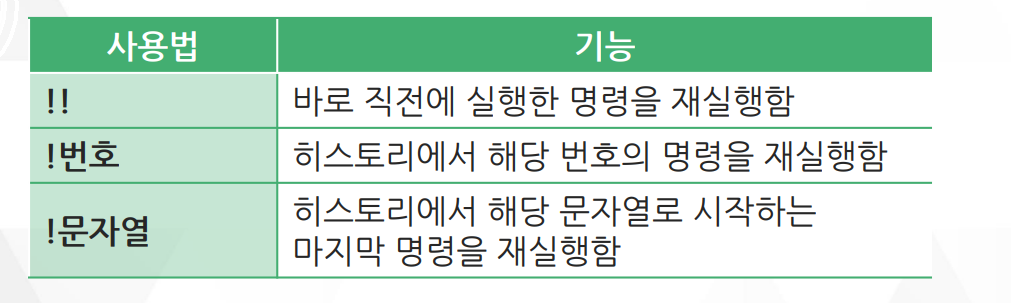 사용법 기능
!! 바로 직전에 실행한 명령을 재실행함
!번호 히스토리에서 해당 번호의 명령을 재실행함
!문자열 히스토리에서 해당 문자열로 시작하는
마지막 명령을 재실행함